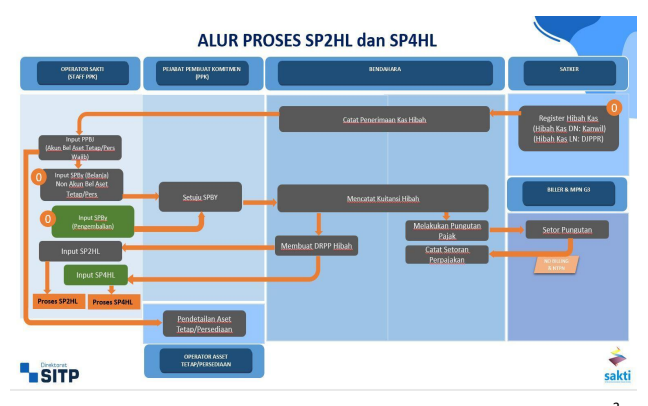 ALUR PROSES SP2HL dan SP4HL
OPERATOR SAKTI
(STAFF PPK)
PEJABAT PEMBUAT KOMITMEN
(PPK)
BENDAHARA
SATKER
Catat Penerimaan Kas Hibah
0
Register Hibah Kas
(Hibah Kas DN: Kanwil)
(Hibah Kas LN: DJPPR)
Input PPBJ
(Akun Bel Aset Tetap/Pers
Wajib)
0
Input SPBy (Belanja)
Non Akun Bel Aset
Tetap/Pers
Setuju SPBY
Mencatat Kuitansi Hibah
BILLER & MPN G3
0
Input SPBy
(Pengembalian)
Melakukan Pungutan
Pajak
Setor Pungutan
Input SP2HL
Membuat DRPP Hibah
Catat Setoran
Perpajakan
& NTPN
Input SP4HL
Proses SP2HL
Proses SP4HL
Pendetailan Aset
Tetap/Persediaan
OPERATOR ASSET
TETAP/PERSEDIAAN
Direktorat
SITP
sakti